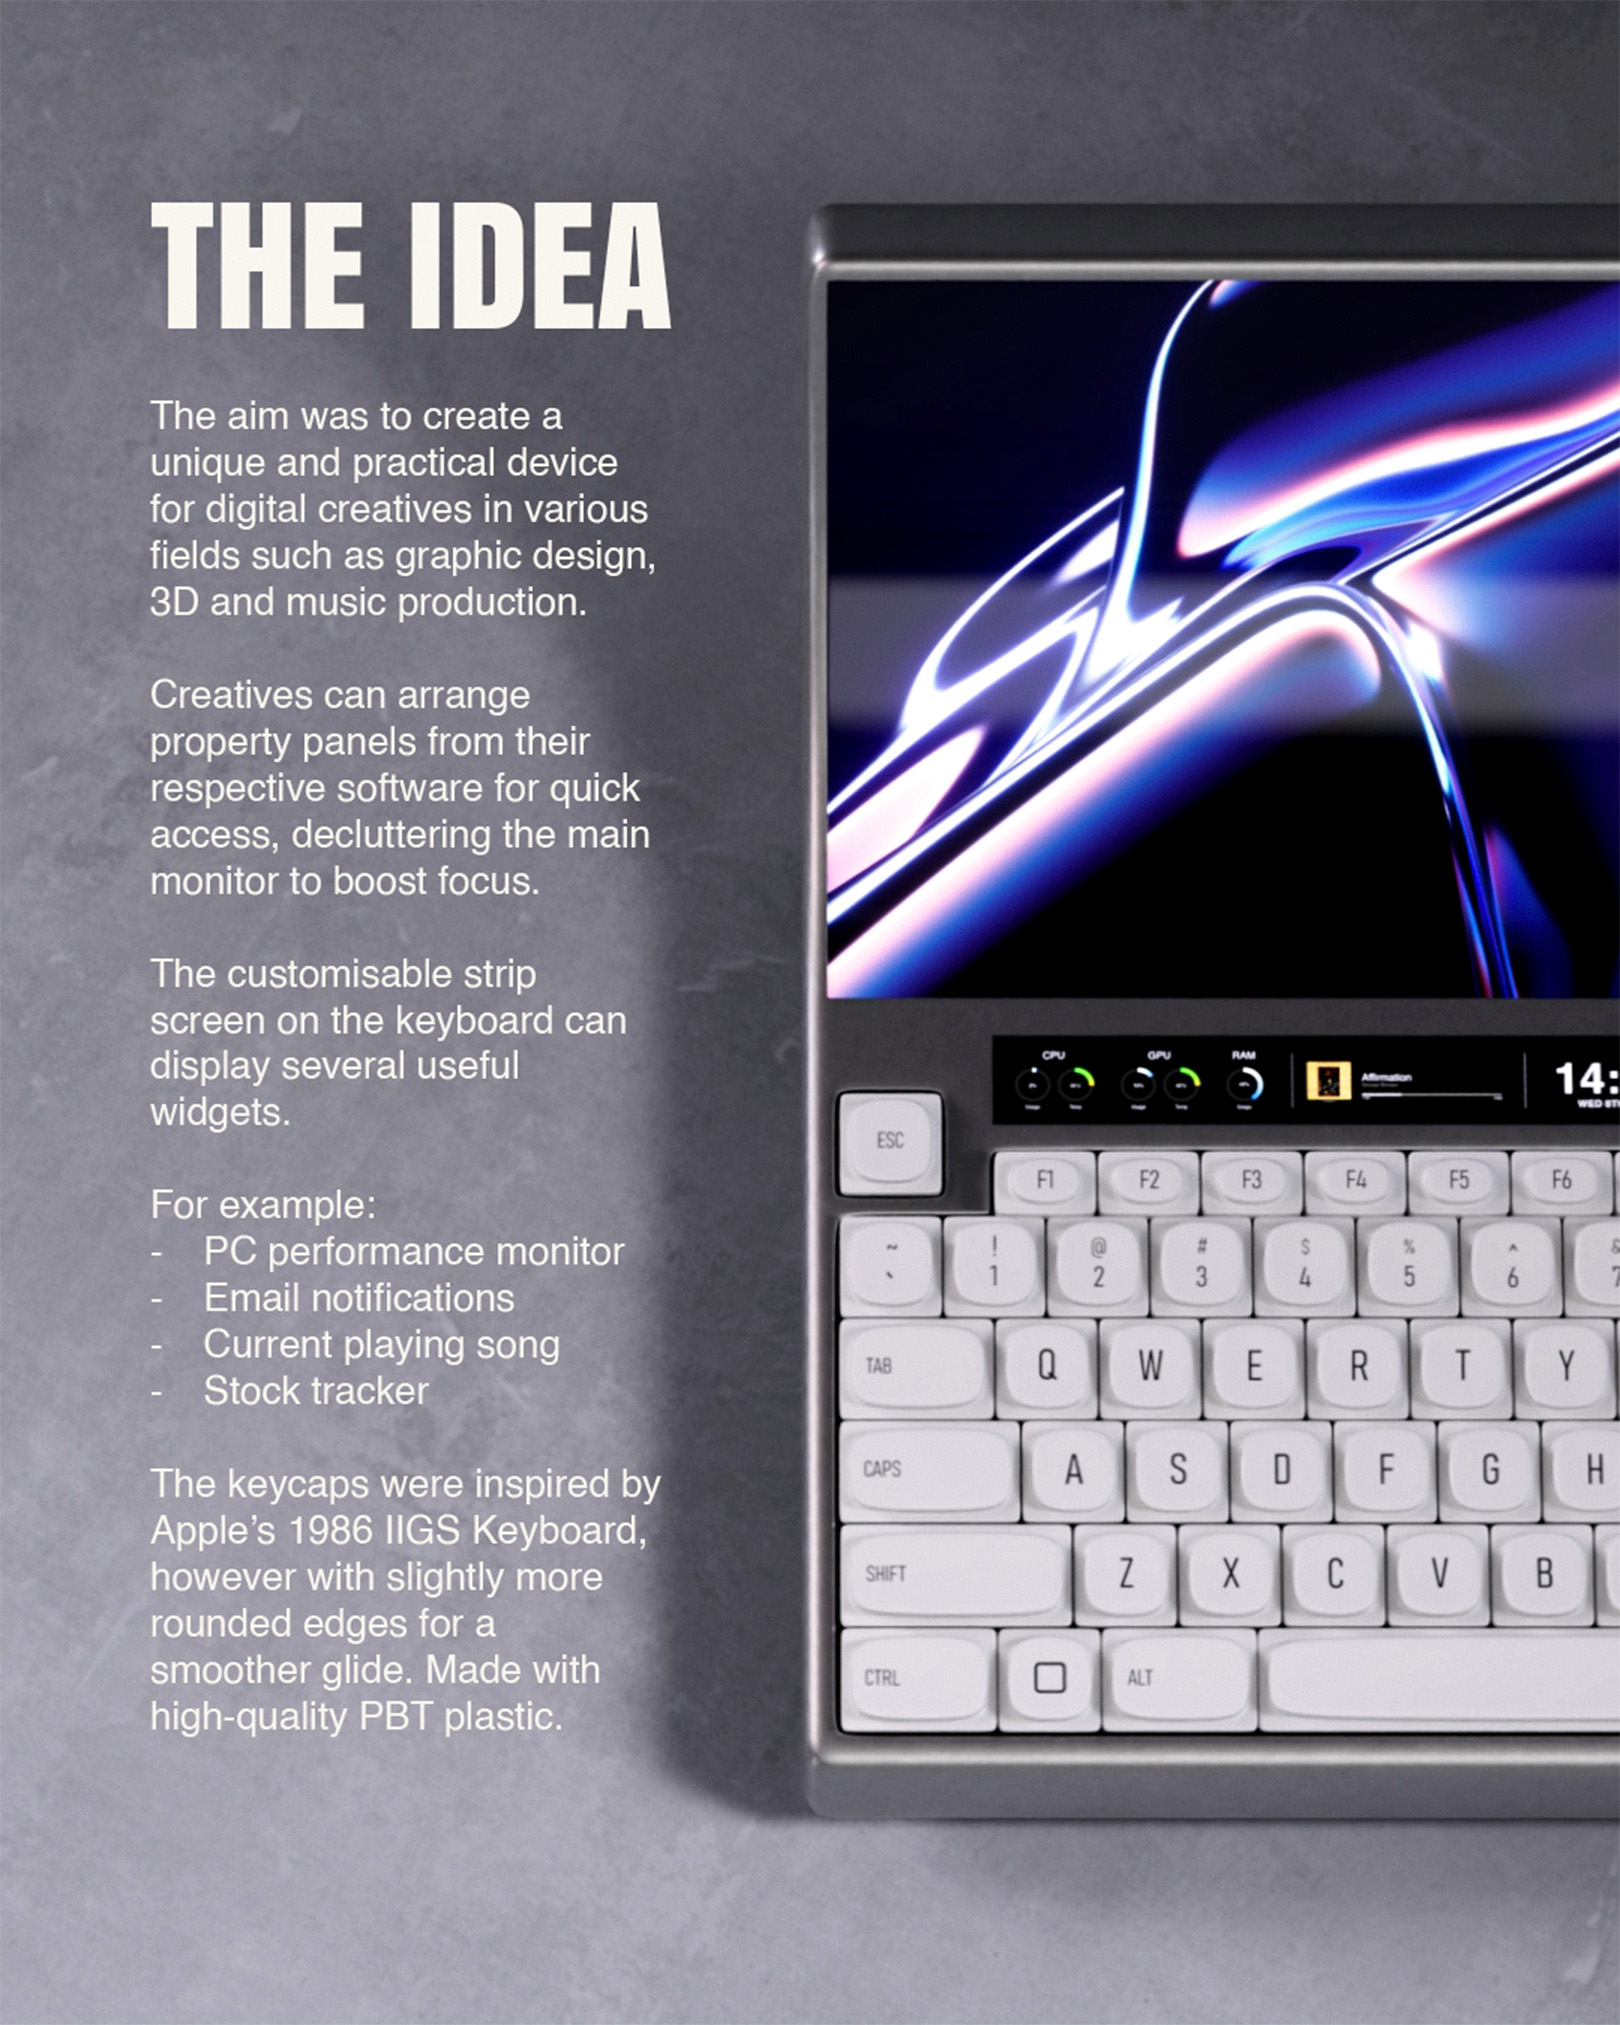 THE IDEA
The aim was to create a
unique and practical device
for digital creatives in various
fields such as graphic design,
3D and music production.
Creatives can arrange
property panels from their
respective software for quick
access, decluttering the main
monitor to boost focus.
The customisable strip
screen on the keyboard can
display several useful
widgets.
For example:
- PC performance monitor
- Email notifications
- Current playing song
- Stock tracker
The keycaps were inspired by
Apple’s 1986 IIGS Keyboard,
however with slightly more
rounded edges for a
smoother glide. Made with
high-quality PBT plastic.
CPU GPU RAM
Affirmation
14:
WED 8TH
ESC
F1 F2 F3 F4 F5 F6
~ ! @ # $ % ^ &
` 1 2 3 4 5 6 7
TAB Q W E R T Y
CAPS A S D F G H
SHIFT Z X C V B
CTRL ALT